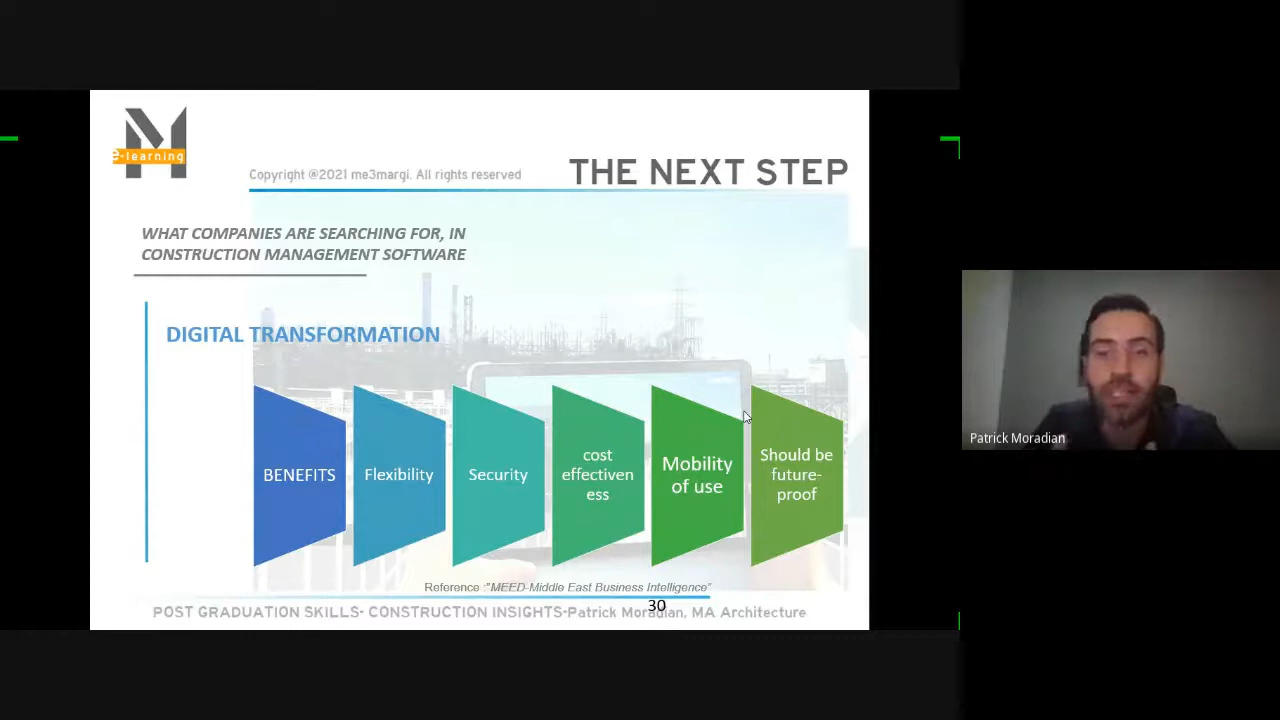 e-learning
Copyright @2021 me3margi. All rights reserved
THE NEXT STEP
WHAT COMPANIES ARE SEARCHING FOR, IN
CONSTRUCTION MANAGEMENT SOFTWARE
DIGITAL TRANSFORMATION
BENEFITS
Flexibility
Security
cost
effectiven
ess
Mobility
of use
Should be
future-
proof
Reference :"MEED-Middle East Business Intelligence"
30
POST GRADUATION SKILLS- CONSTRUCTION INSIGHTS-Patrick Moradian, MA Architecture
Patrick Moradian